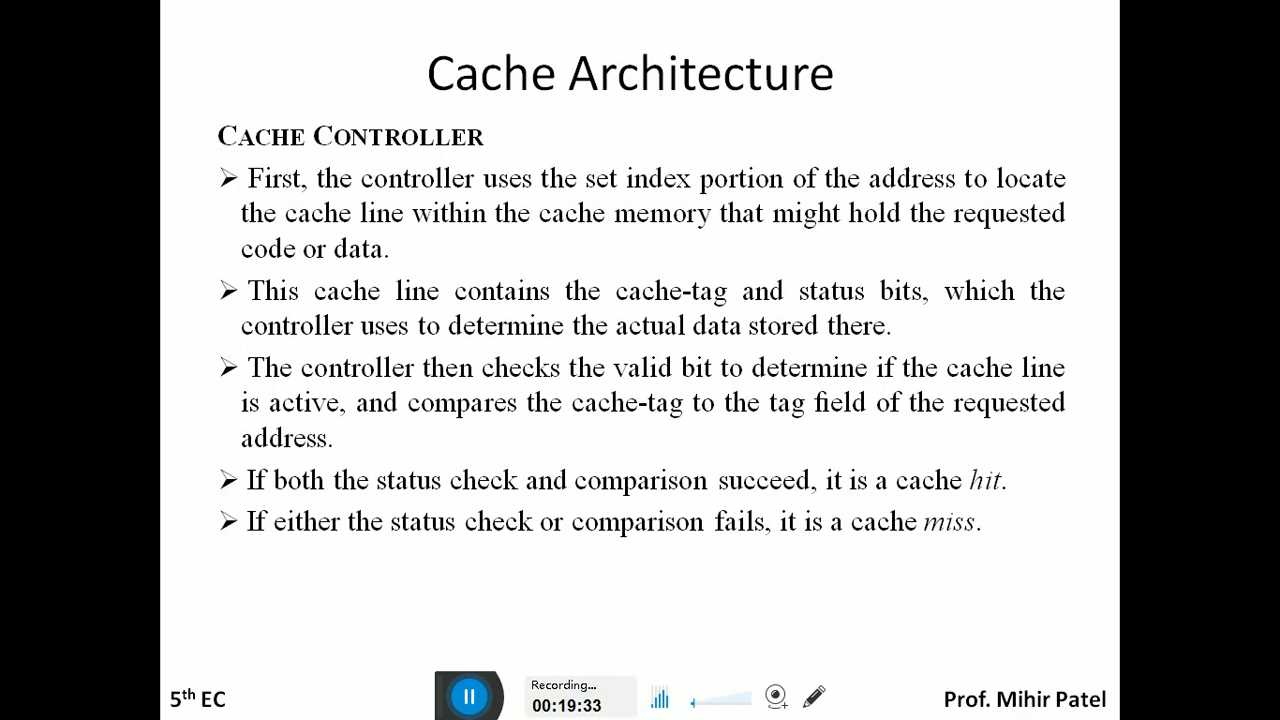 Cache Architecture
CACHE CONTROLLER
➢ First, the controller uses the set index portion of the address to locate
the cache line within the cache memory that might hold the requested
code or data.
➢ This cache line contains the cache-tag and status bits, which the
controller uses to determine the actual data stored there.
➢ The controller then checks the valid bit to determine if the cache line
is active, and compares the cache-tag to the tag field of the requested
address.
➢ If both the status check and comparison succeed, it is a cache hit.
➢ If either the status check or comparison fails, it is a cache miss.
5th EC
Recording...
00:19:33
Prof. Mihir Patel